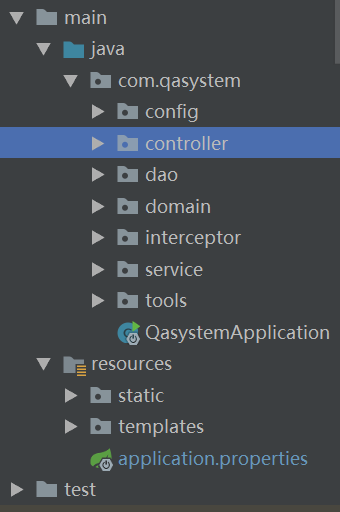 main
java
com.qasystem
config
controller
dao
domain
interceptor
service
tools
QasystemApplication
resources
static
templates
application.properties
test